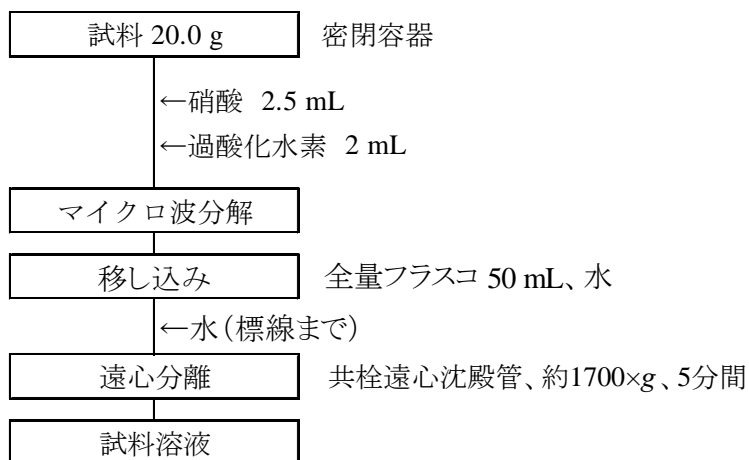 試料 20.0 g 密閉容器
←硝酸 2.5 mL
←過酸化水素 2 mL
マイクロ波分解
移し込み 全量フラスコ 50 mL、水
←水(標線まで)
遠心分離 共栓遠心沈殿管、約1700×g、5分間
試料溶液